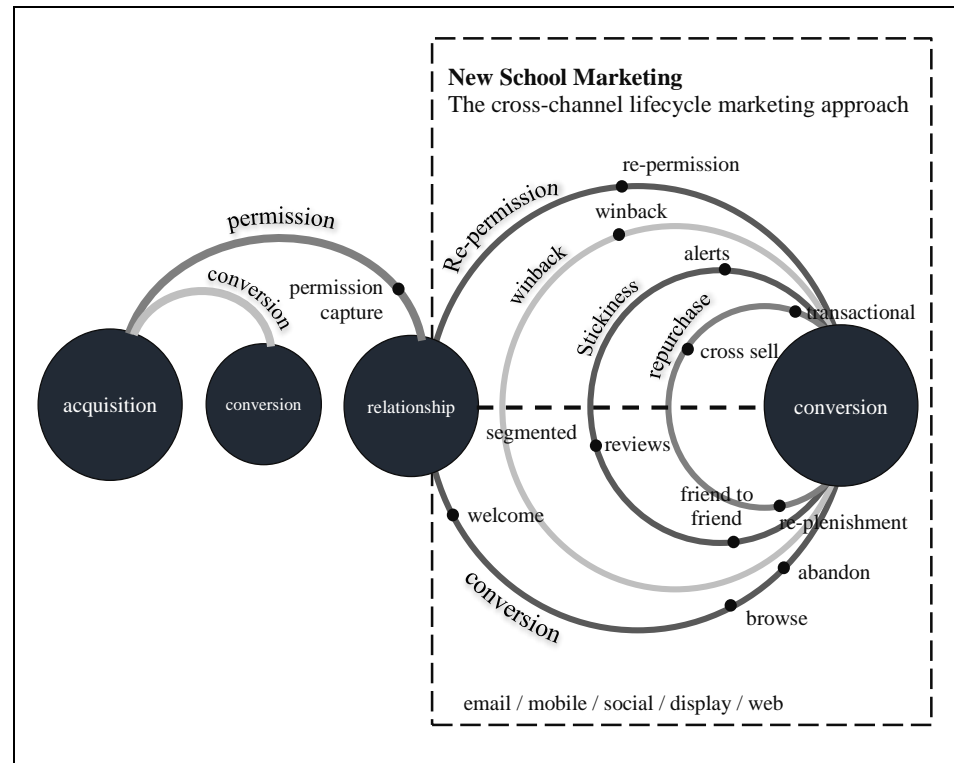 New School Marketing
The cross-channel lifecycle marketing approach
re-permission
Re-permission
winback
permission
winback
alerts
conversion
permission
capture
Stickiness
repurchase
transactional
cross sell
acquisition
conversion
relationship
conversion
segmented
reviews
friend to
friend
welcome
re-plenishment
abandon
conversion
browse
email / mobile / social / display / web